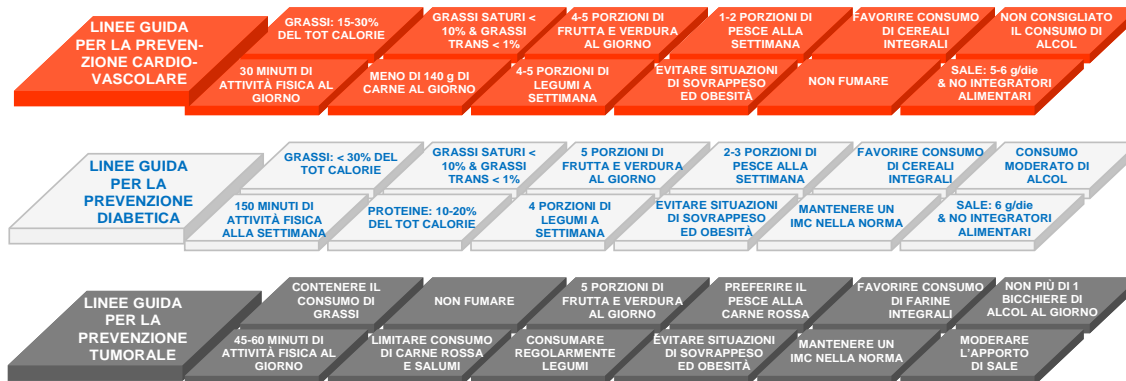 LINEE GUIDA
PER LA PREVEN-
ZIONE CARDIO-
VASCOLARE
GRASSI: 15-30%
DEL TOT CALORIE
GRASSI SATURI <
10% & GRASSI
TRANS < 1%
4-5 PORZIONI DI
FRUTTA E VERDURA
AL GIORNO
1-2 PORZIONI DI
PESCE ALLA
SETTIMANA
FAVORIRE CONSUMO
DI CEREALI
INTEGRALI
NON CONSIGLIATO
IL CONSUMO DI
ALCOL
30 MINUTI DI
ATTIVITÀ FISICA AL
GIORNO
MENO DI 140 g DI
CARNE AL GIORNO
4-5 PORZIONI DI
LEGUMI A
SETTIMANA
EVITARE SITUAZIONI
DI SOVRAPPESO
ED OBESITÀ
NON FUMARE
SALE: 5-6 g/die
& NO INTEGRATORI
ALIMENTARI
LINEE GUIDA
PER LA
PREVENZIONE
DIABETICA
GRASSI: < 30% DEL
TOT CALORIE
GRASSI SATURI <
10% & GRASSI
TRANS < 1%
5 PORZIONI DI
FRUTTA E VERDURA
AL GIORNO
2-3 PORZIONI DI
PESCE ALLA
SETTIMANA
FAVORIRE CONSUMO
DI CEREALI
INTEGRALI
CONSUMO
MODERATO DI
ALCOL
150 MINUTI DI
ATTIVITÀ FISICA
ALLA SETTIMANA
PROTEINE: 10-20%
DEL TOT CALORIE
4 PORZIONI DI
LEGUMI A
SETTIMANA
EVITARE SITUAZIONI
DI SOVRAPPESO
ED OBESITÀ
MANTENERE UN
IMC NELLA NORMA
SALE: 6 g/die
& NO INTEGRATORI
ALIMENTARI
LINEE GUIDA
PER LA
PREVENZIONE
TUMORALE
CONTENERE IL
CONSUMO DI
GRASSI
NON FUMARE
5 PORZIONI DI
FRUTTA E VERDURA
AL GIORNO
PREFERIRE IL
PESCE ALLA
CARNE ROSSA
FAVORIRE CONSUMO
DI FARINE
INTEGRALI
NON PIÙ DI 1
BICCHIERE DI
ALCOL AL GIORNO
45-60 MINUTI DI
ATTIVITÀ FISICA AL
GIORNO
LIMITARE CONSUMO
DI CARNE ROSSA
E SALUMI
CONSUMARE
REGOLARMENTE
LEGUMI
EVITARE SITUAZIONI
DI SOVRAPPESO
ED OBESITÀ
MANTENERE UN
IMC NELLA NORMA
MODERARE
L'APPORTO
DI SALE